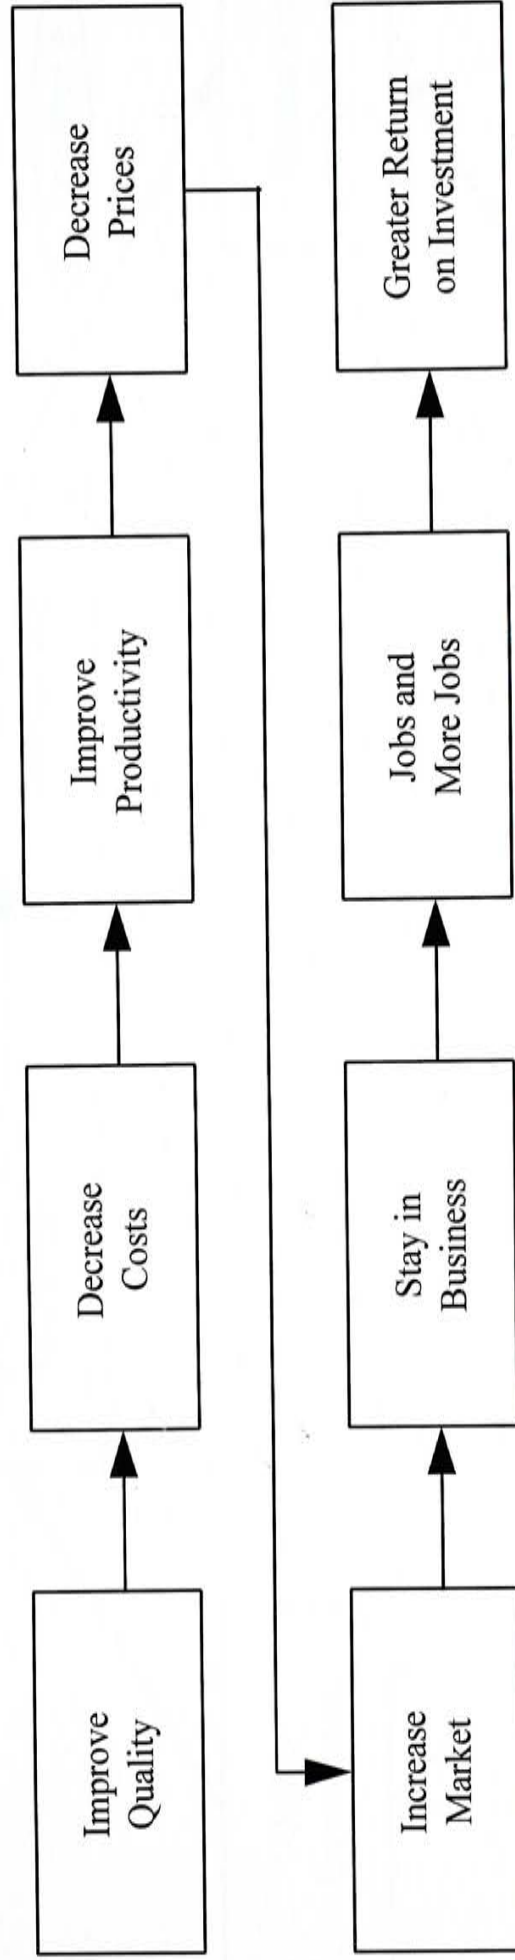 Improve
Quality
Decrease
Costs
Improve
Productivity
Decrease
Prices
Increase
Market
Stay in
Business
Jobs and
More Jobs
Greater Return
on Investment